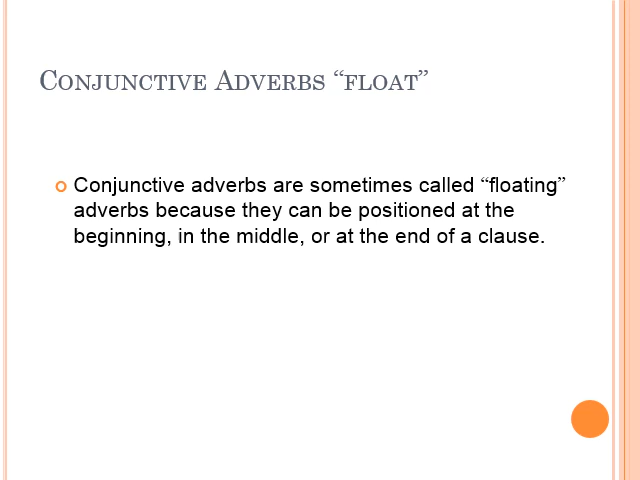 Conjunctive Adverbs “float”
Conjunctive adverbs are sometimes called “floating”
adverbs because they can be positioned at the
beginning, in the middle, or at the end of a clause.